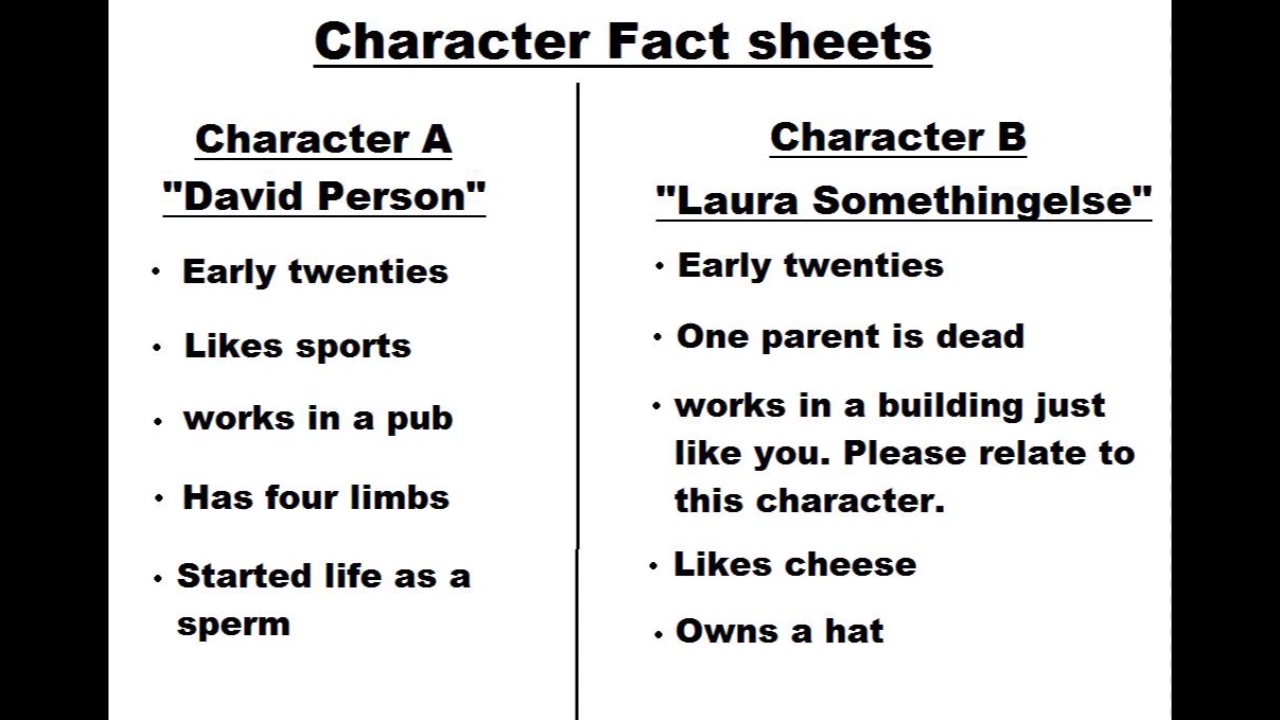 Character Fact sheets
Character A
"David Person"
• Early twenties
• Likes sports
• works in a pub
• Has four limbs
• Started life as a
sperm
Character B
"Laura Somethingelse"
• Early twenties
• One parent is dead
• works in a building just
like you. Please relate to
this character.
• Likes cheese
• Owns a hat